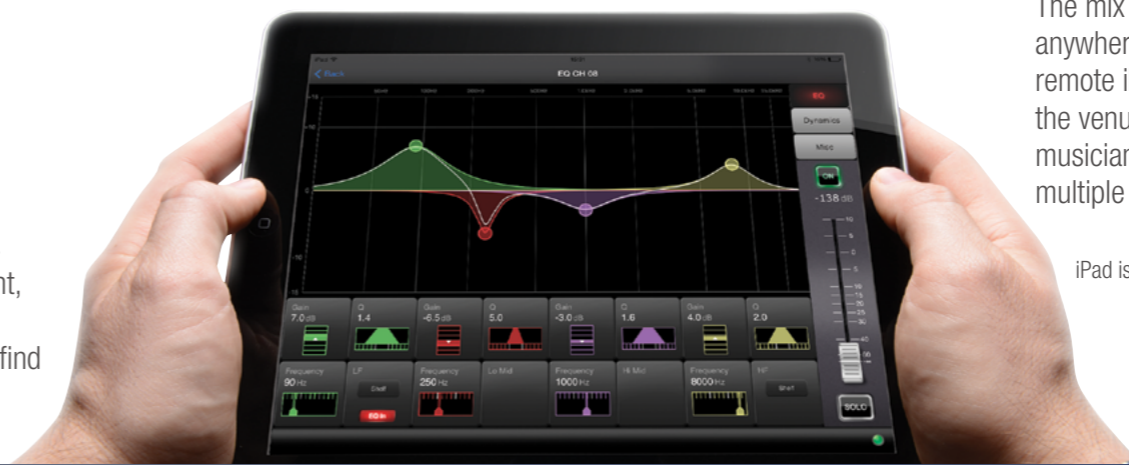 The mix
anywher
remote i
the venu
musician
multiple
iPad is
nt,
find
Back
EQ CH 08
EQ
Dynamics
Misc
ON
-138 dB
SOLO
Gain
7.0 dB
Q
1.4
Gain
-6.5 dB
Q
5.0
Gain
-3.0 dB
Q
1.6
Gain
4.0 dB
Q
2.0
Frequency
90 Hz
LF
Shelf
EQ In
Frequency
250 Hz
Lo Mid
Frequency
1000 Hz
Hi Mid
Frequency
8000 Hz
HF
Shelf